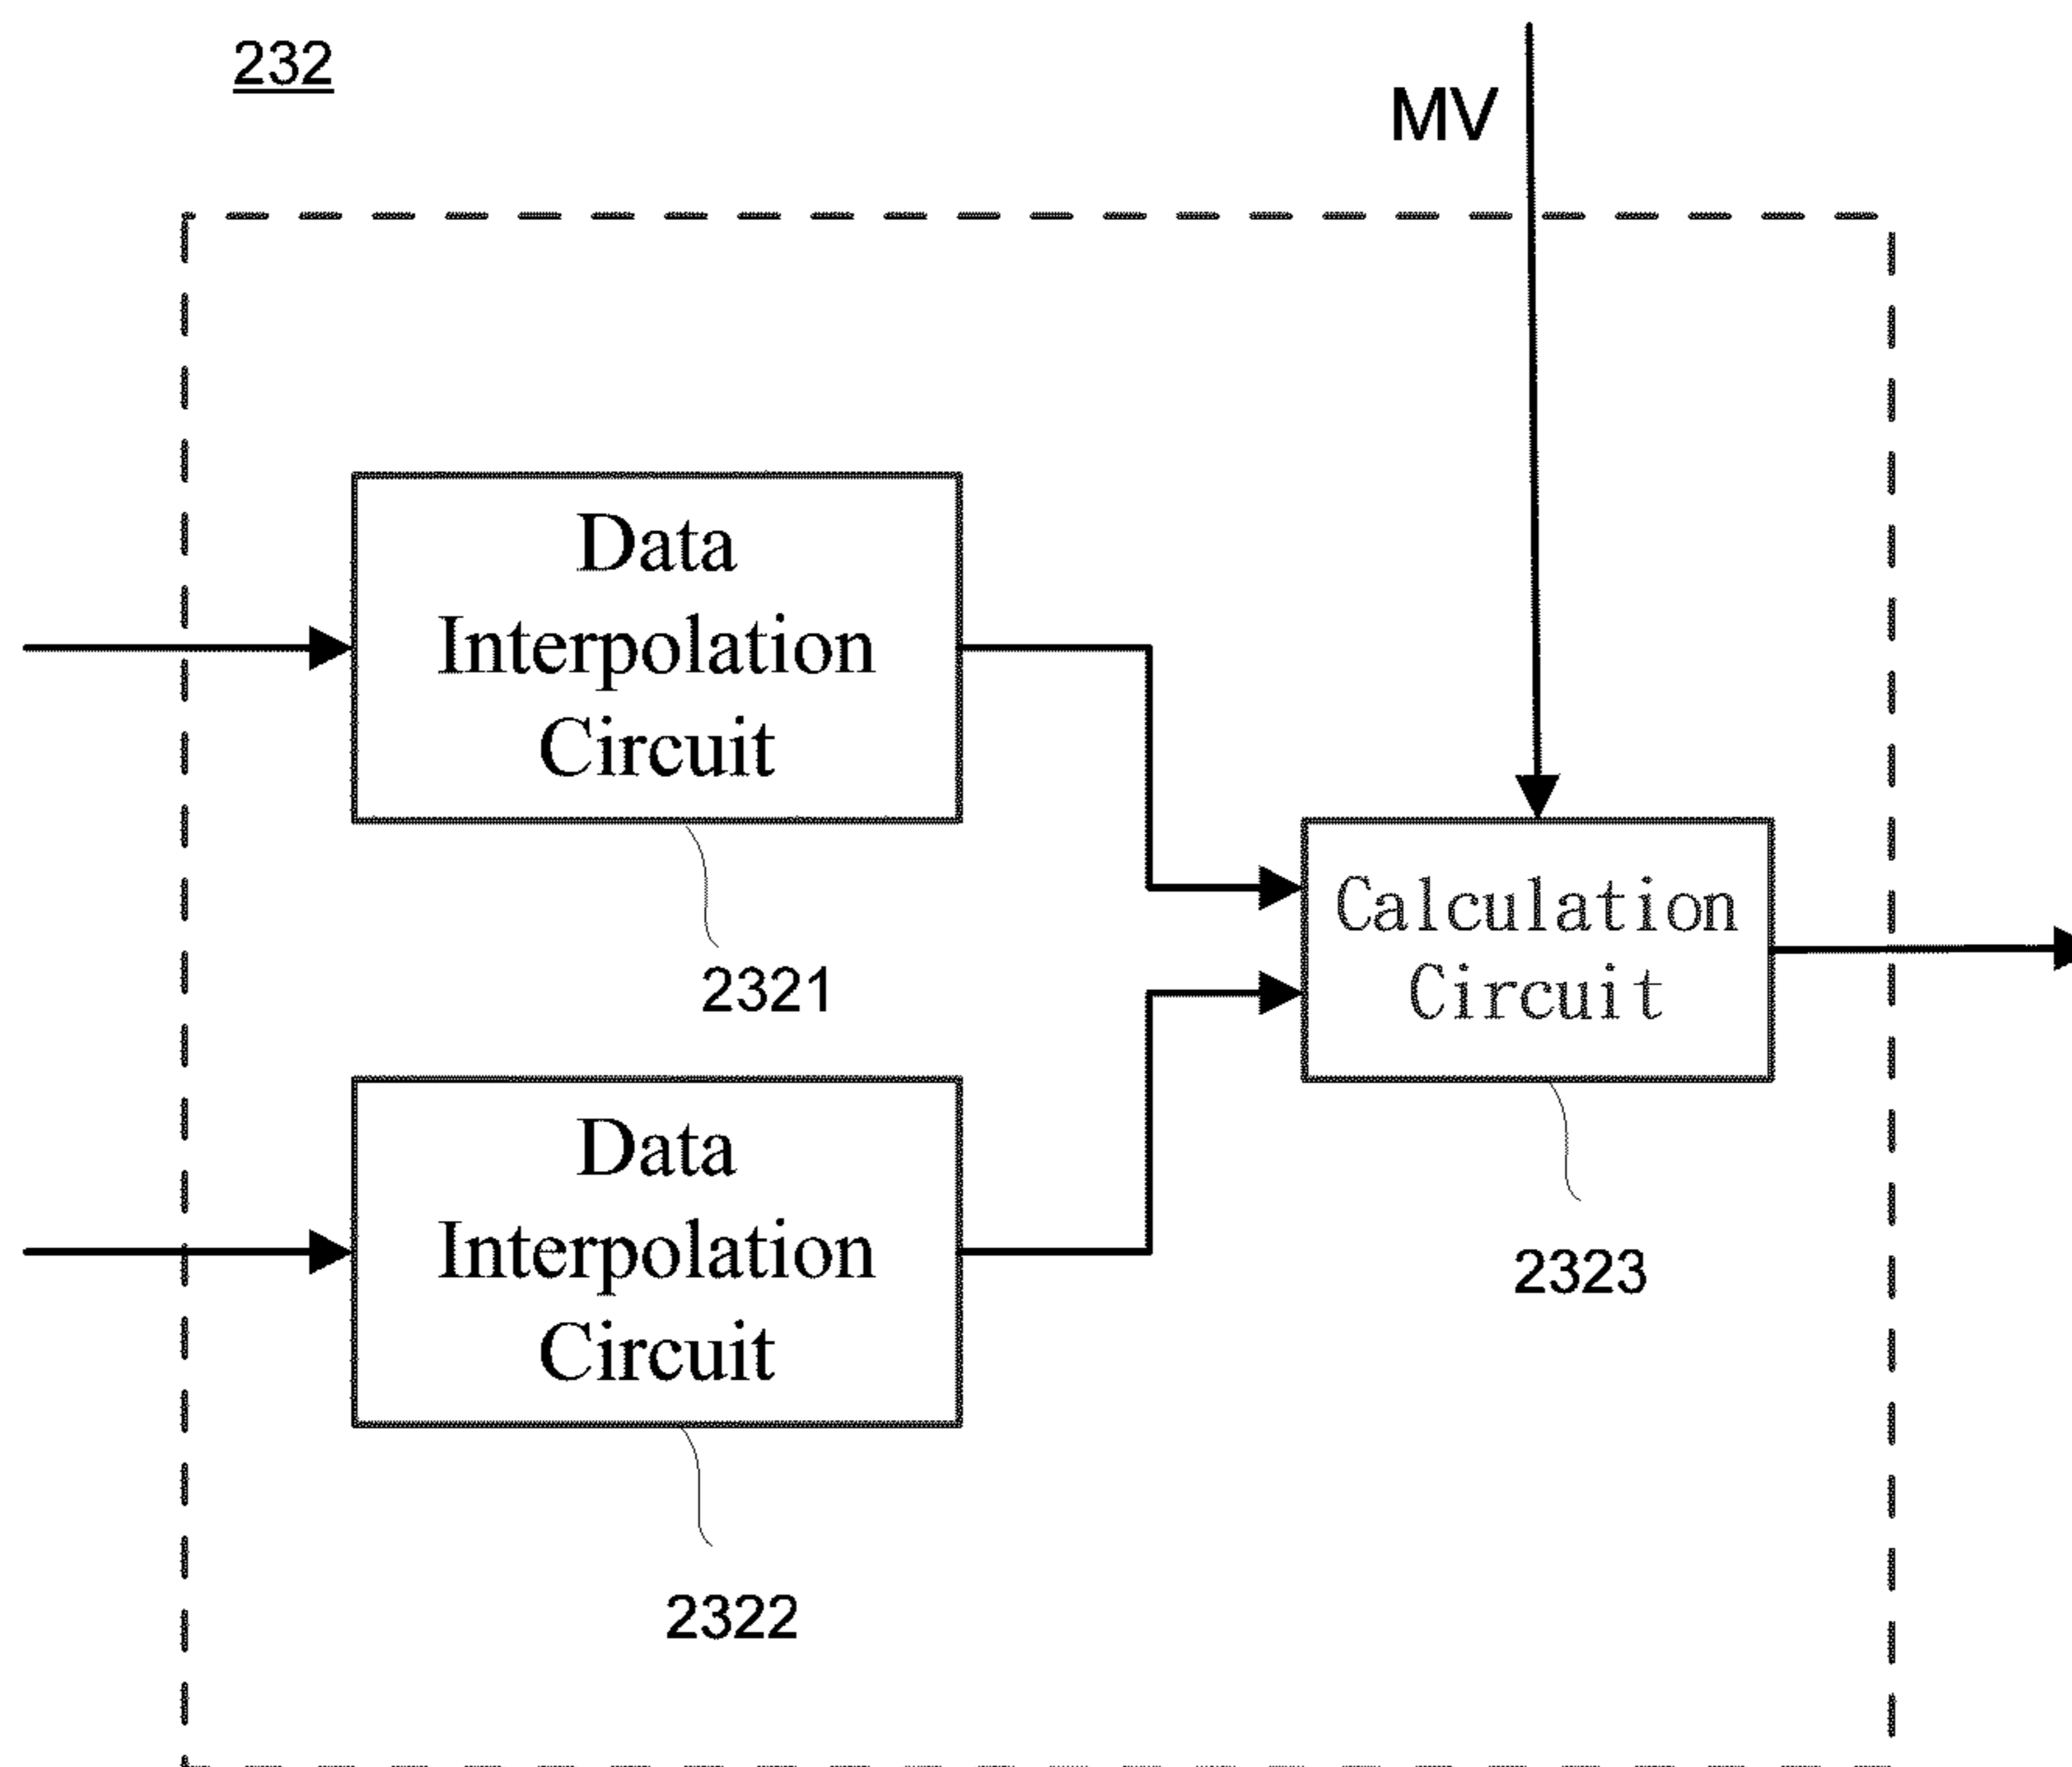 232
MV
Data
Interpolation
Circuit
2321
Calculation
Circuit
2323
Data
Interpolation
Circuit
2322